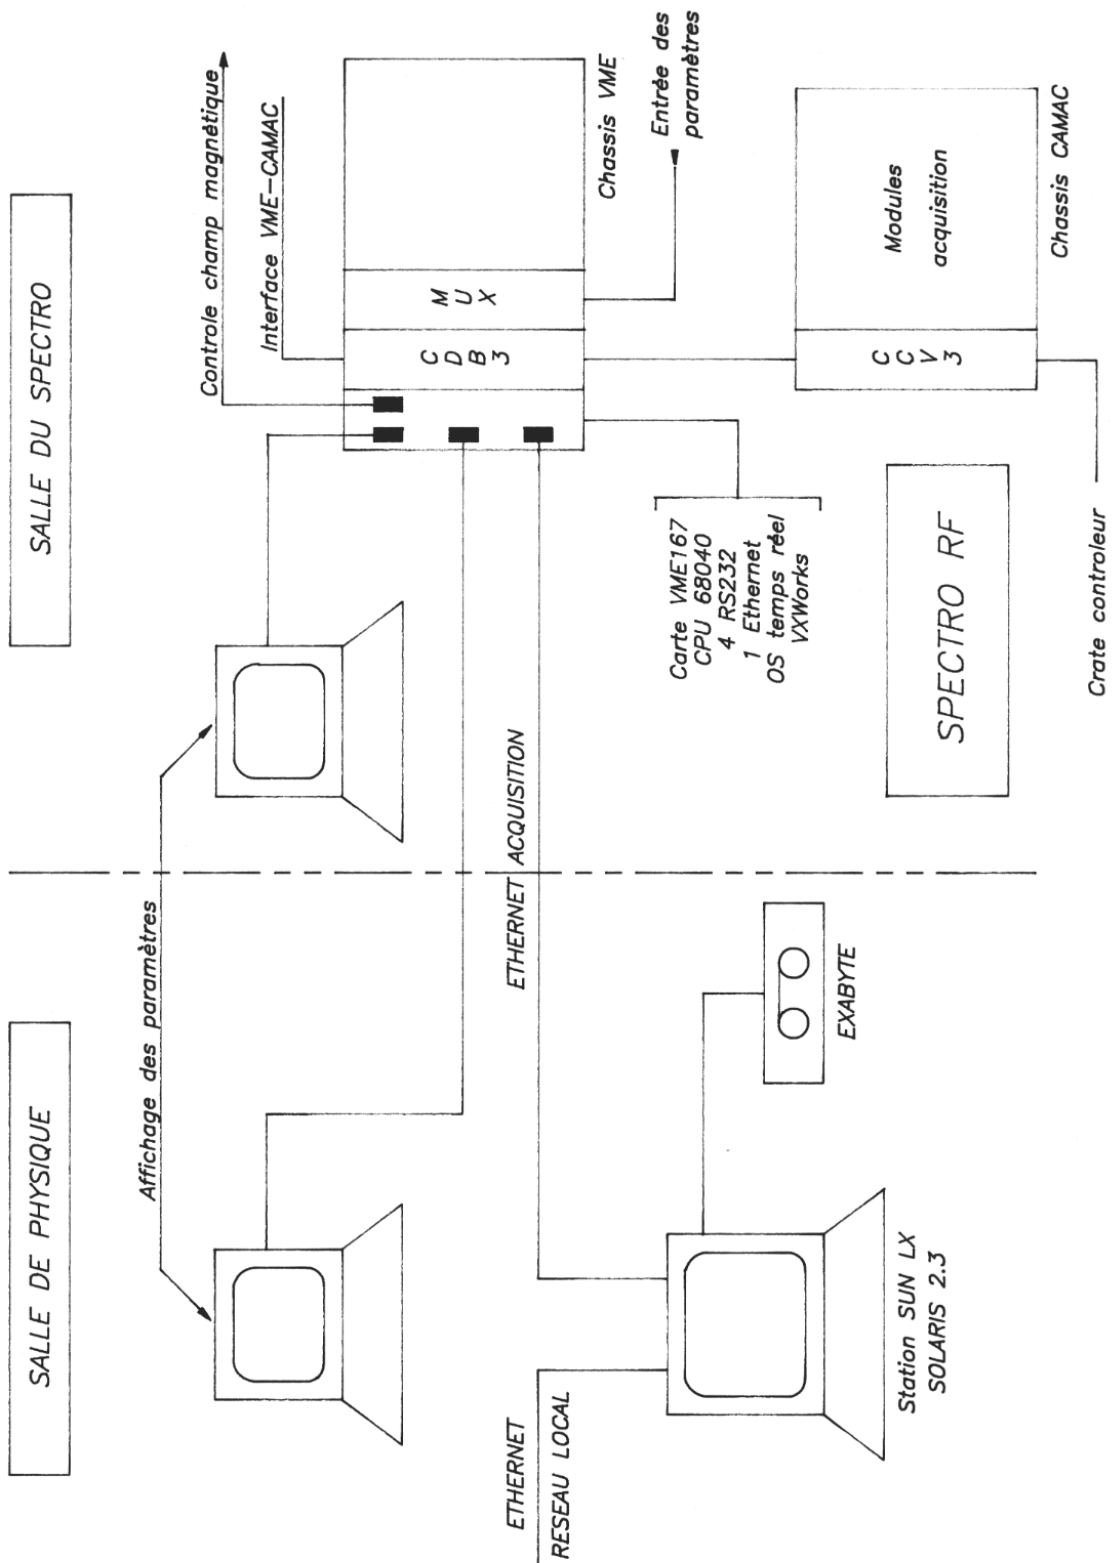 SALLE DE PHYSIQUE
SALLE DU SPECTRO
Affichage des paramètres
Controle champ magnétique
Interface VME-CAMAC
C
D
B
3
M
U
X
Chassis VME
Entrée des
paramètres
ETHERNET ACQUISITION
ETHERNET
RESEAU LOCAL
Carte VME167
CPU 68040
4 RS232
1 Ethernet
OS temps réel
VXWorks
C
C
V
3
Modules
acquisition
Chassis CAMAC
EXABYTE
Station SUN LX
SOLARIS 2.3
SPECTRO RF
Crate controleur